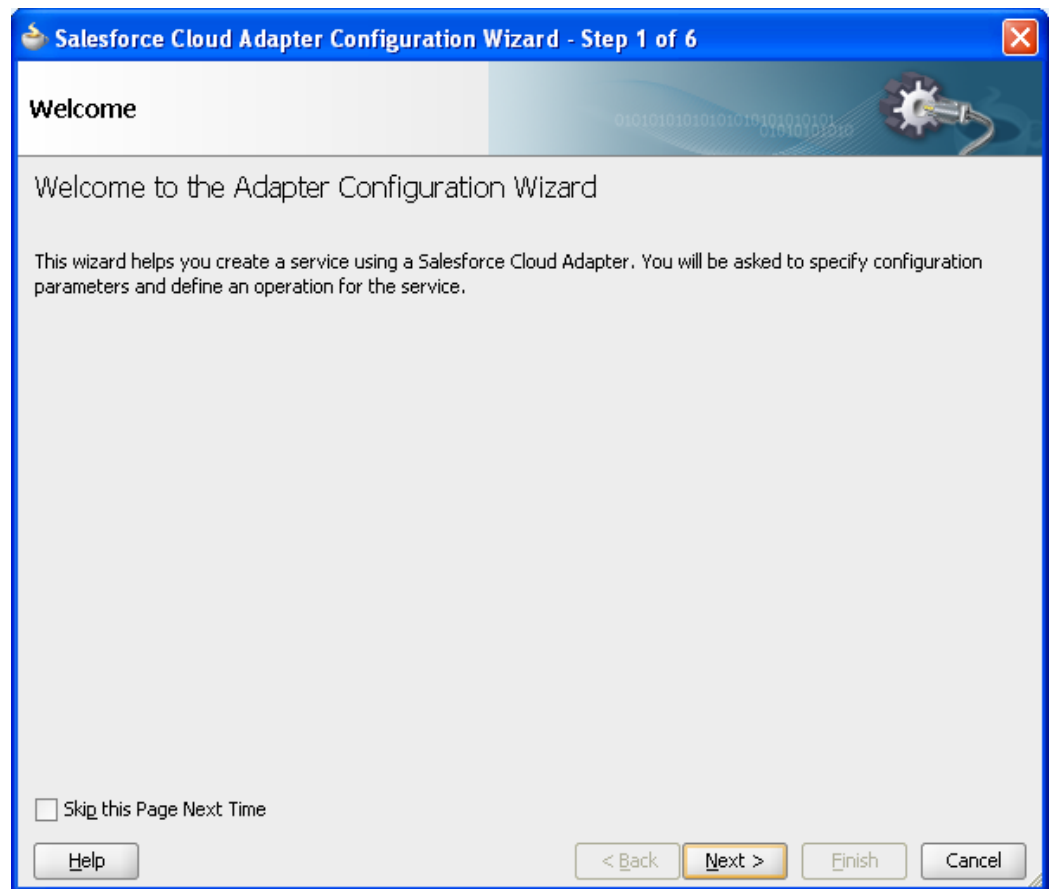 Salesforce Cloud Adapter Configuration Wizard - Step 1 of 6
Welcome
Welcome to the Adapter Configuration Wizard
This wizard helps you create a service using a Salesforce Cloud Adapter. You will be asked to specify configuration
parameters and define an operation for the service.
Skip this Page Next Time
Help
< Back
Next >
Finish
Cancel